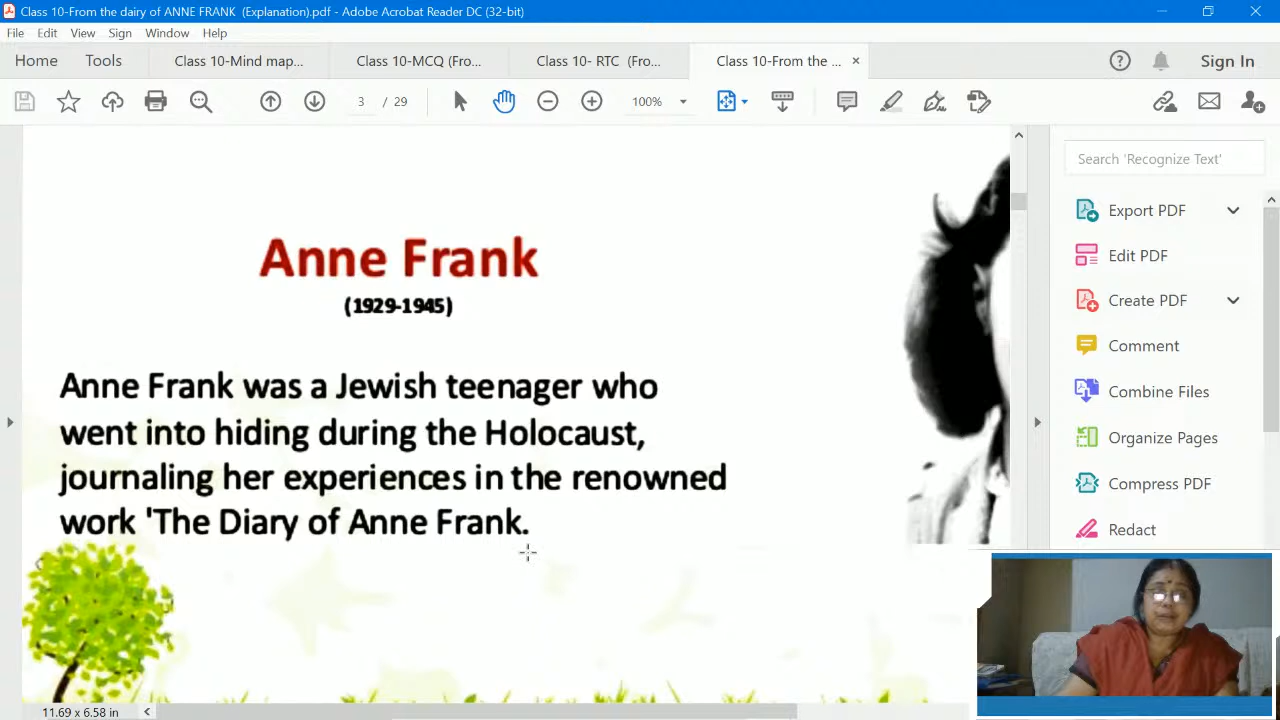 Class 10-From the dairy of ANNE FRANK (Explanation).pdf - Adobe Acrobat Reader DC (32-bit)
File Edit View Sign Window Help
Home Tools Class 10-Mind map... Class 10-MCQ (Fro... Class 10- RTC (Fro... Class 10-From the ... × Sign In
3 / 29 100%
Search 'Recognize Text'
Export PDF
Edit PDF
Create PDF
Comment
Combine Files
Organize Pages
Compress PDF
Redact
Anne Frank
(1929-1945)
Anne Frank was a Jewish teenager who
went into hiding during the Holocaust,
journaling her experiences in the renowned
work 'The Diary of Anne Frank.
11.69 x 6.58 in